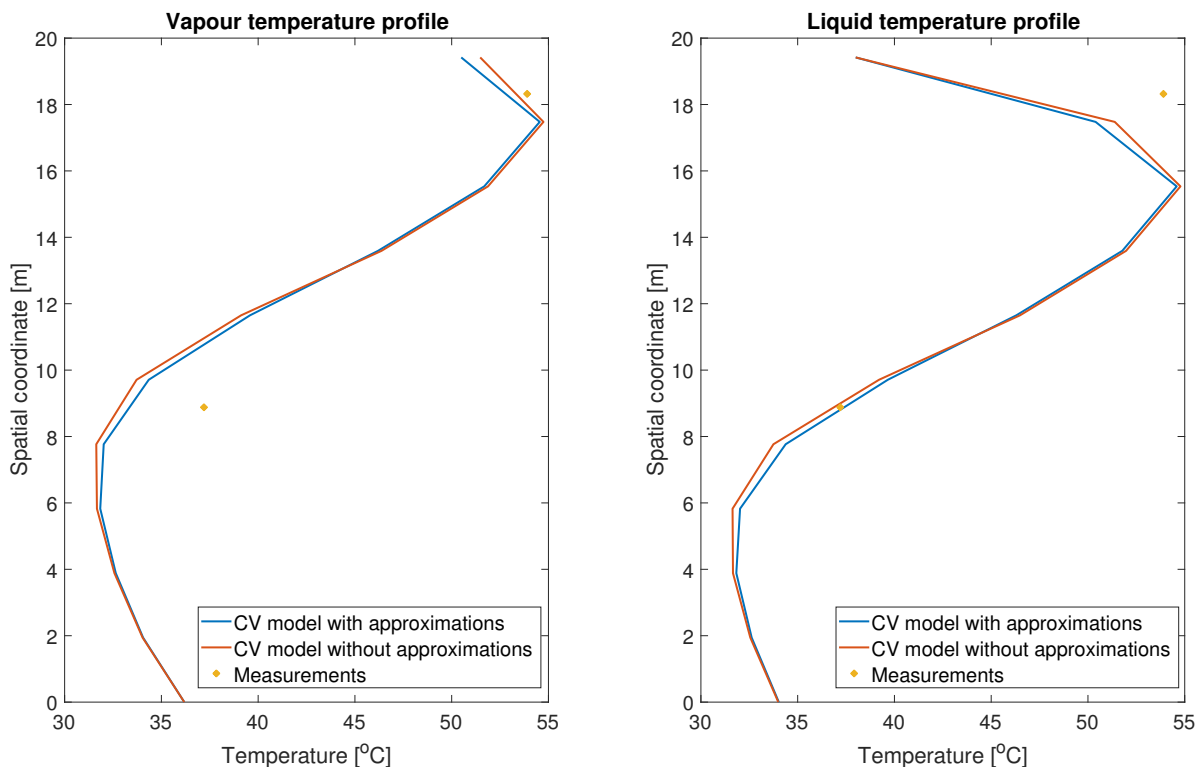 Vapour temperature profile
20
18
16
14
12
10
8
6
4
2
0
Spatial coordinate [m]
30
35
40
45
50
55
Temperature [°C]
CV model with approximations
CV model without approximations
Measurements
Liquid temperature profile
20
18
16
14
12
10
8
6
4
2
0
Spatial coordinate [m]
30
35
40
45
50
55
Temperature [°C]
CV model with approximations
CV model without approximations
Measurements